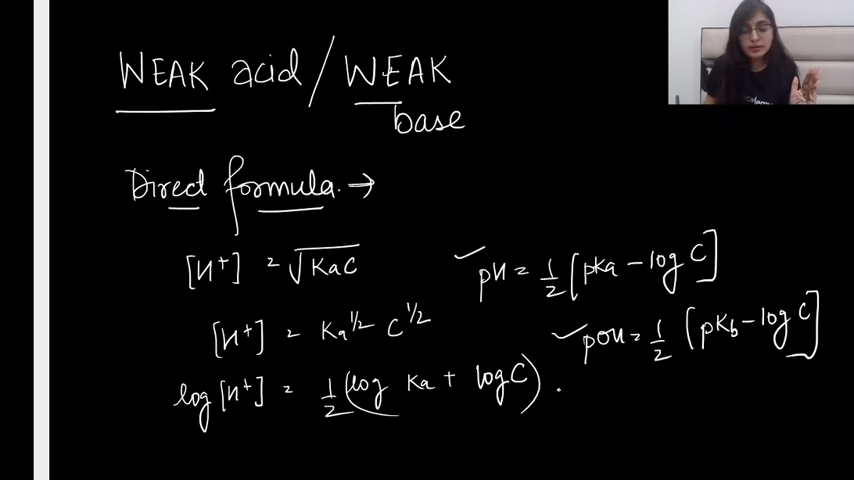 WEAK acid / WEAK
base
Direct formula →
[H+] = √KaC
[H+] = Ka^1/2 C^1/2
log [H+] = 1/2 (log Ka + log C) .
✓ pH = 1/2 [pKa - log C]
✓ pOH = 1/2 [pKb - log C]